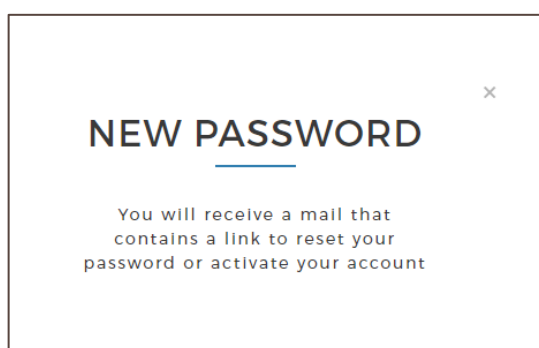 ×
NEW PASSWORD
You will receive a mail that
contains a link to reset your
password or activate your account